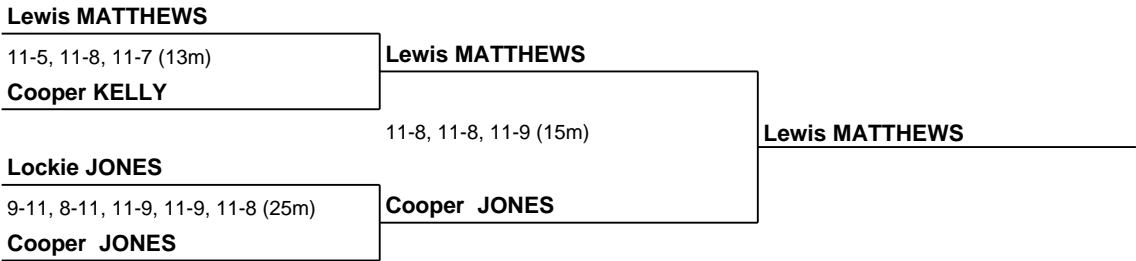 Lewis MATTHEWS
11-5, 11-8, 11-7 (13m)
Cooper KELLY
Lewis MATTHEWS
11-8, 11-8, 11-9 (15m)
Lewis MATTHEWS
Lockie JONES
9-11, 8-11, 11-9, 11-9, 11-8 (25m)
Cooper  JONES
Cooper  JONES